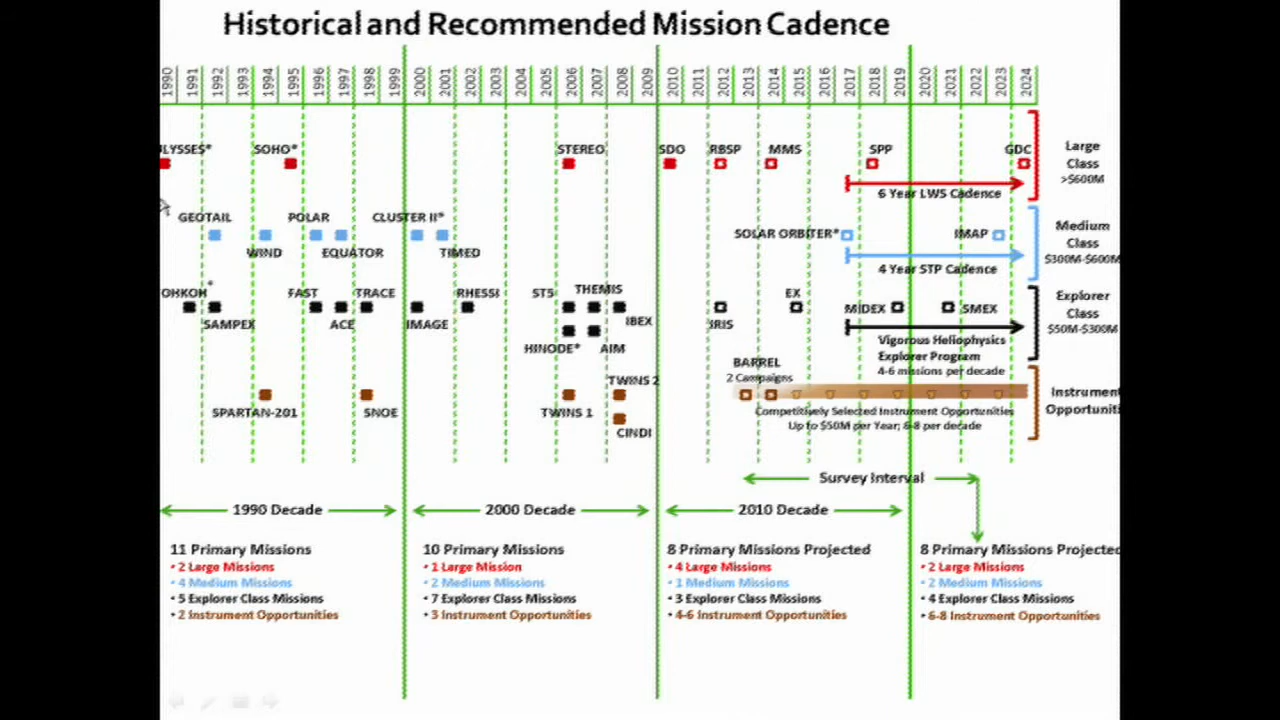 Historical and Recommended Mission Cadence
1990 1991 1992 1993 1994 1995 1996 1997 1998 1999 2000 2001 2002 2003 2004 2005 2006 2007 2008 2009 2010 2012 2013 2014 2015 2016 2017 2018 2019 2020 2022 2023 2024
ULYSSES* SOHO* STEREO SDO RBSP MMS SPP GDC
Large
Class
>$600M
6 Year LWS Cadence
GEOTAIL POLAR CLUSTER II*
WIND EQUATOR TIMED
SOLAR ORBITER* IMAP
Medium
Class
$300M-$600M
4 Year STP Cadence
OHKOH* FAST TRACE RHESSI ST5 THEMIS EX MIDEX SMEX
SAMPEX ACE IMAGE IBEX IRIS
HINODE* AIM
Explorer
Class
$50M-$300M
Vigorous Heliophysics
Explorer Program
4-6 missions per decade
BARREL
2 Campaigns
TWINS 2
SPARTAN-201 SNOE TWINS 1
CINDI
Instrument
Opportuniti
Competitively Selected Instrument Opportunities
Up to $50M per Year; 6-8 per decade
Survey Interval
1990 Decade 2000 Decade 2010 Decade
11 Primary Missions
• 2 Large Missions
• 4 Medium Missions
• 5 Explorer Class Missions
• 2 Instrument Opportunities
10 Primary Missions
• 1 Large Mission
• 2 Medium Missions
• 7 Explorer Class Missions
• 3 Instrument Opportunities
8 Primary Missions Projected
• 4 Large Missions
• 1 Medium Missions
• 3 Explorer Class Missions
• 4-6 Instrument Opportunities
8 Primary Missions Projected
• 2 Large Missions
• 2 Medium Missions
• 4 Explorer Class Missions
• 6-8 Instrument Opportunities